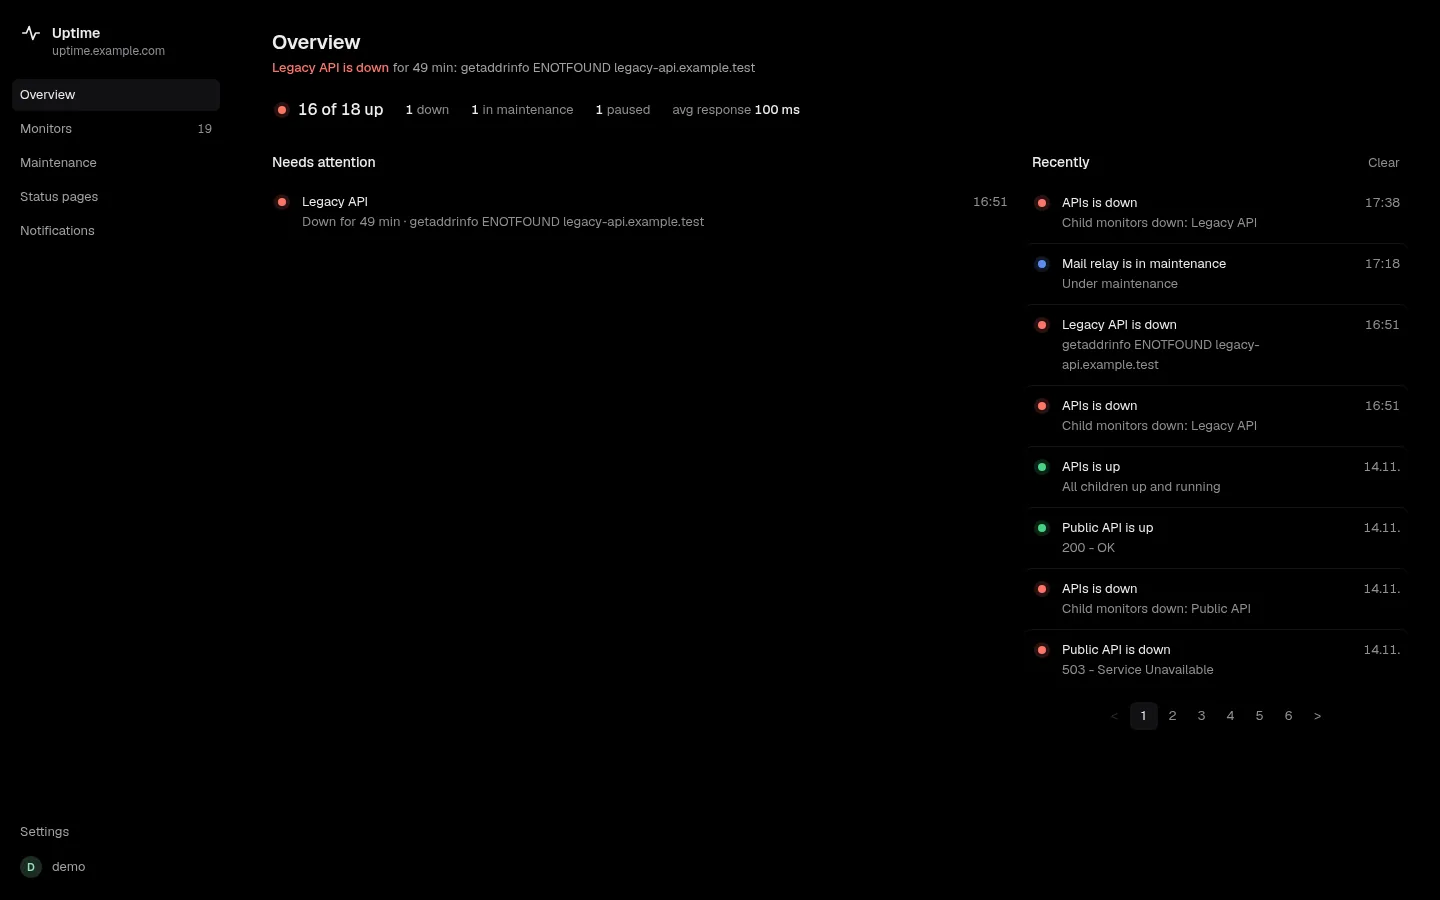 Uptime
uptime.example.com
Overview
Monitors 19
Maintenance
Status pages
Notifications
Settings
D demo
Overview
Legacy API is down for 49 min: getaddrinfo ENOTFOUND legacy-api.example.test
16 of 18 up 1 down 1 in maintenance 1 paused avg response 100 ms
Needs attention
Legacy API 16:51
Down for 49 min · getaddrinfo ENOTFOUND legacy-api.example.test
Recently Clear
APIs is down 17:38
Child monitors down: Legacy API
Mail relay is in maintenance 17:18
Under maintenance
Legacy API is down 16:51
getaddrinfo ENOTFOUND legacy-
api.example.test
APIs is down 16:51
Child monitors down: Legacy API
APIs is up 14.11.
All children up and running
Public API is up 14.11.
200 - OK
APIs is down 14.11.
Child monitors down: Public API
Public API is down 14.11.
503 - Service Unavailable
< 1 2 3 4 5 6 >